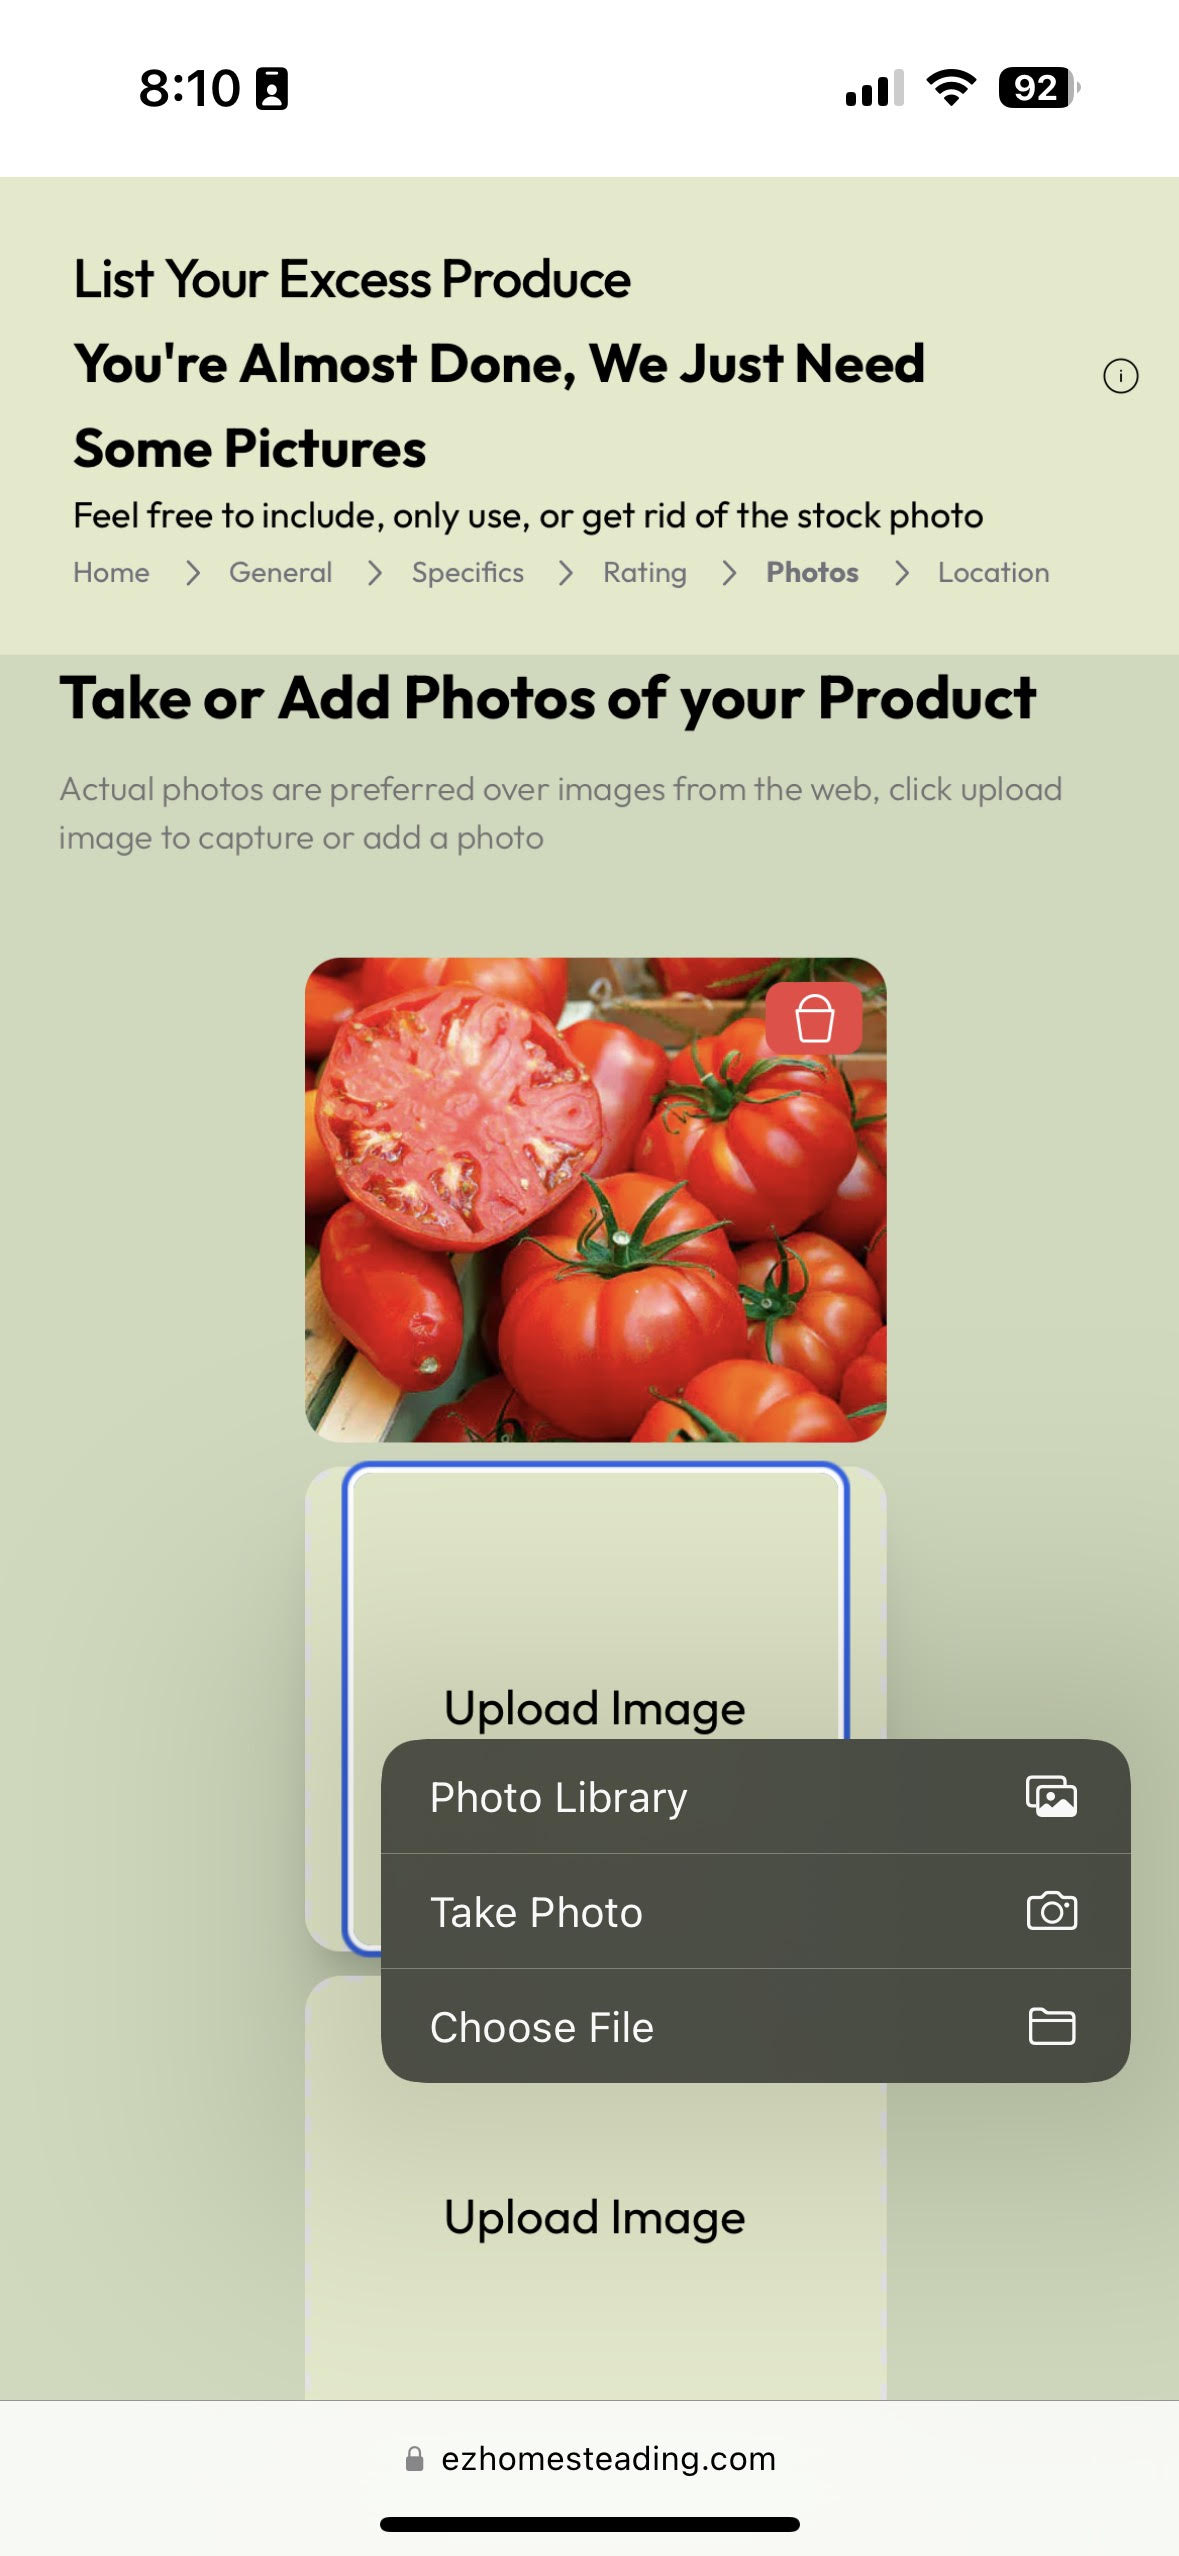 8:10
92
List Your Excess Produce
You're Almost Done, We Just Need
Some Pictures
Feel free to include, only use, or get rid of the stock photo
Home > General > Specifics > Rating > Photos > Location
Take or Add Photos of your Product
Actual photos are preferred over images from the web, click upload
image to capture or add a photo
Upload Image
Photo Library
Take Photo
Choose File
Upload Image
ezhomesteading.com